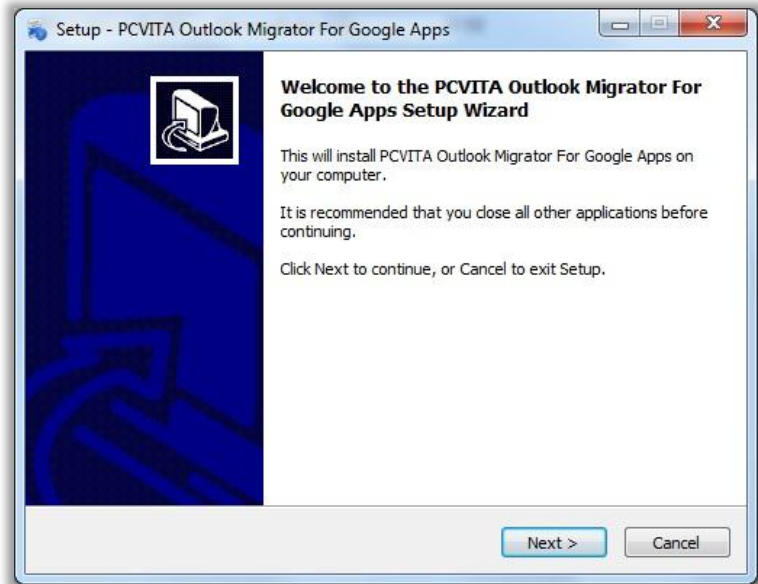 Setup - PCVITA Outlook Migrator For Google Apps
Welcome to the PCVITA Outlook Migrator For
Google Apps Setup Wizard
This will install PCVITA Outlook Migrator For Google Apps on
your computer.
It is recommended that you close all other applications before
continuing.
Click Next to continue, or Cancel to exit Setup.
Next >
Cancel